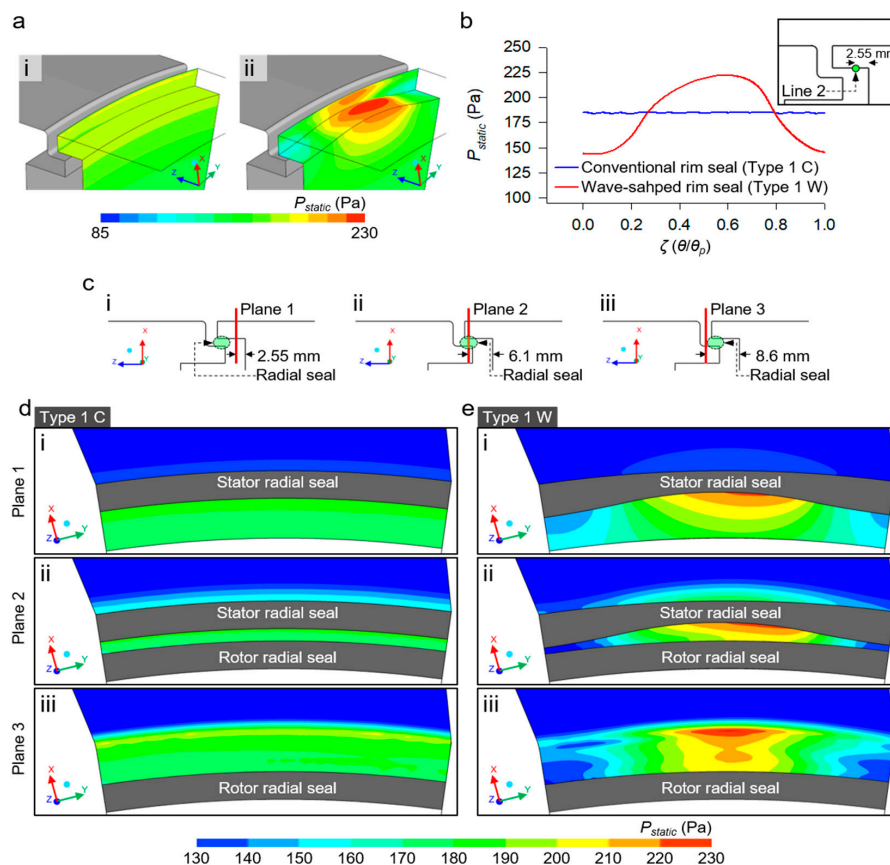 a
i
ii
X
Y
Z
X
Y
Z
P_static (Pa)
85
230
b
250
225
200
175
150
125
100
P_static (Pa)
2.55 mm
Line 2
Conventional rim seal (Type 1 C)
Wave-sahped rim seal (Type 1 W)
0.0 0.2 0.4 0.6 0.8 1.0
ζ (θ/θ_p)
c
i
Plane 1
X
Z
Y
2.55 mm
Radial seal
ii
Plane 2
X
Z
Y
6.1 mm
Radial seal
iii
Plane 3
X
Z
Y
8.6 mm
Radial seal
d
Type 1 C
Plane 1
i
Stator radial seal
X
Y
Z
Plane 2
ii
Stator radial seal
Rotor radial seal
X
Y
Z
Plane 3
iii
Rotor radial seal
X
Y
Z
e
Type 1 W
i
Stator radial seal
X
Y
Z
ii
Stator radial seal
Rotor radial seal
X
Y
Z
iii
Rotor radial seal
X
Y
Z
P_static (Pa)
130 140 150 160 170 180 190 200 210 220 230